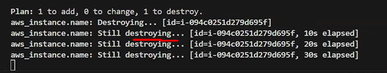 Plan: 1 to add, 0 to change, 1 to destroy.
aws_instance.name: Destroying... [id=i-094c0251d279d695f]
aws_instance.name: Still destroying... [id=i-094c0251d279d695f, 10s elapsed]
aws_instance.name: Still destroying... [id=i-094c0251d279d695f, 20s elapsed]
aws_instance.name: Still destroying... [id=i-094c0251d279d695f, 30s elapsed]